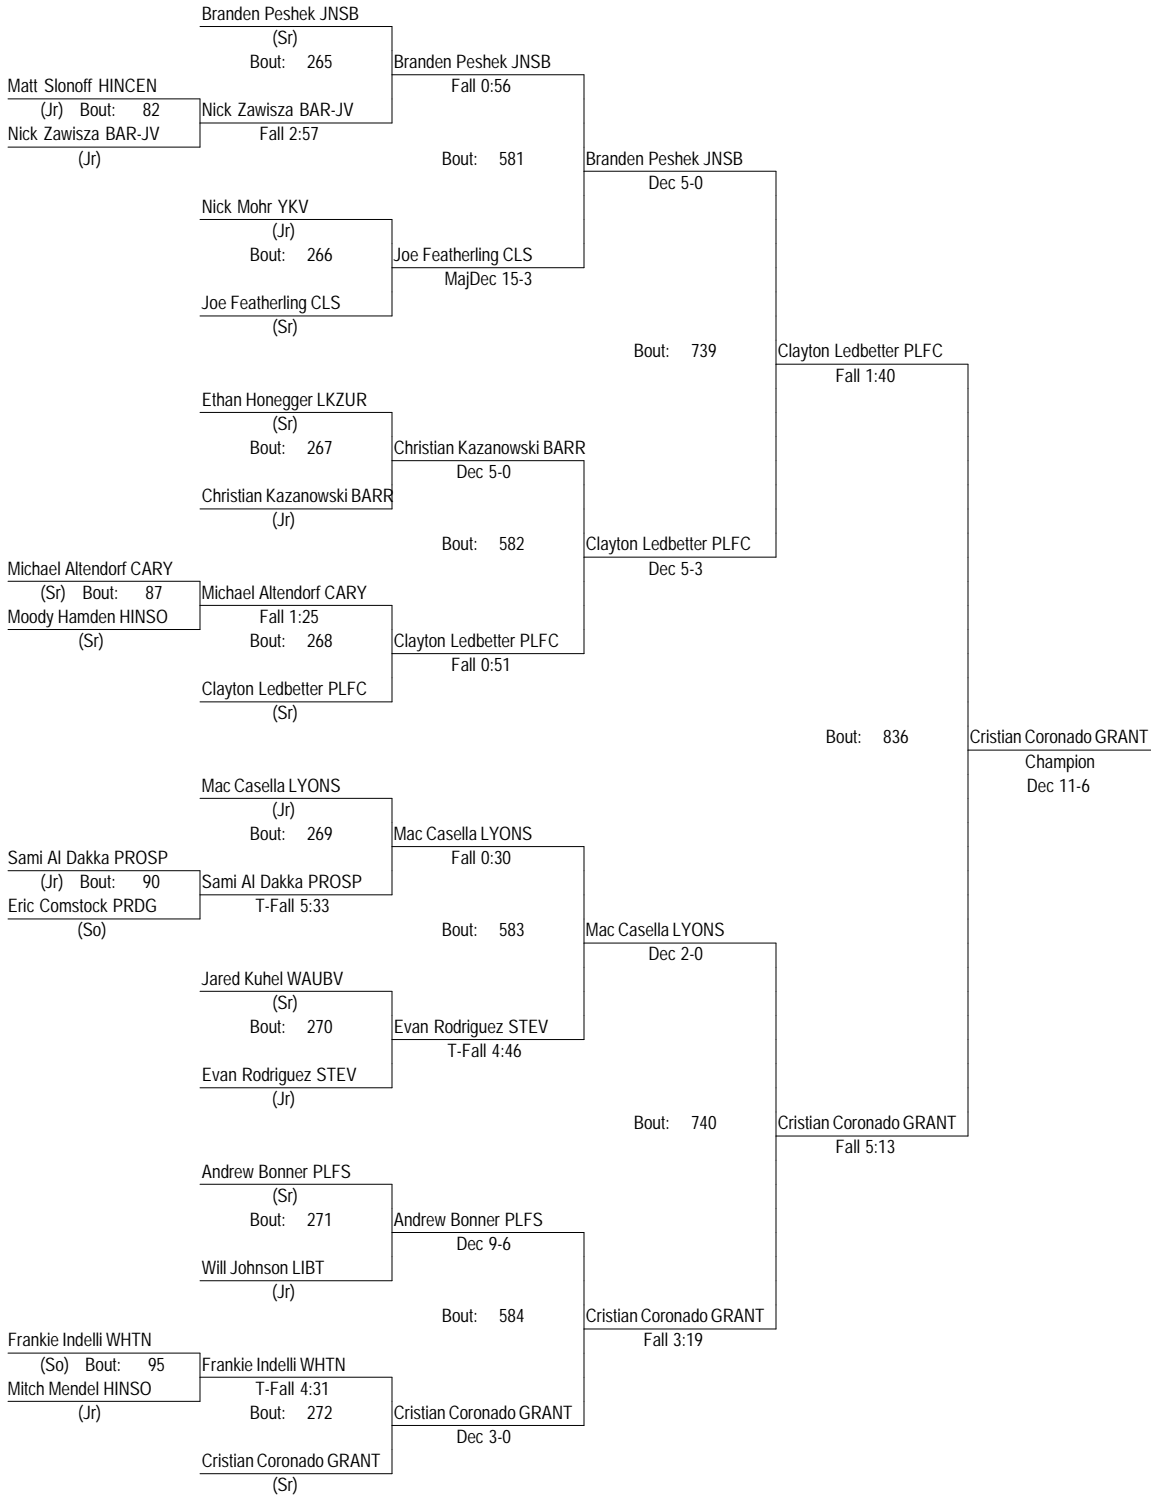 Branden Peshek JNSB
(Sr)
Bout: 265
Branden Peshek JNSB
Fall 0:56
Matt Slonoff HINCEN
(Jr) Bout: 82
Nick Zawisza BAR-JV
Nick Zawisza BAR-JV
Fall 2:57
(Jr)
Bout: 581
Branden Peshek JNSB
Dec 5-0
Nick Mohr YKV
(Jr)
Bout: 266
Joe Featherling CLS
MajDec 15-3
Joe Featherling CLS
(Sr)
Bout: 739
Clayton Ledbetter PLFC
Fall 1:40
Ethan Honegger LKZUR
(Sr)
Bout: 267
Christian Kazanowski BARR
Dec 5-0
Christian Kazanowski BARR
(Jr)
Bout: 582
Clayton Ledbetter PLFC
Dec 5-3
Michael Altendorf CARY
(Sr) Bout: 87
Michael Altendorf CARY
Moody Hamden HINSO
Fall 1:25
(Sr)
Bout: 268
Clayton Ledbetter PLFC
Fall 0:51
Clayton Ledbetter PLFC
(Sr)
Bout: 836
Cristian Coronado GRANT
Champion
Dec 11-6
Mac Casella LYONS
(Jr)
Bout: 269
Mac Casella LYONS
Fall 0:30
Sami Al Dakka PROSP
(Jr) Bout: 90
Sami Al Dakka PROSP
Eric Comstock PRDG
T-Fall 5:33
(So)
Bout: 583
Mac Casella LYONS
Dec 2-0
Jared Kuhel WAUBV
(Sr)
Bout: 270
Evan Rodriguez STEV
T-Fall 4:46
Evan Rodriguez STEV
(Jr)
Bout: 740
Cristian Coronado GRANT
Fall 5:13
Andrew Bonner PLFS
(Sr)
Bout: 271
Andrew Bonner PLFS
Dec 9-6
Will Johnson LIBT
(Jr)
Bout: 584
Cristian Coronado GRANT
Fall 3:19
Frankie Indelli WHTN
(So) Bout: 95
Frankie Indelli WHTN
Mitch Mendel HINSO
T-Fall 4:31
(Jr)
Bout: 272
Cristian Coronado GRANT
Dec 3-0
Cristian Coronado GRANT
(Sr)